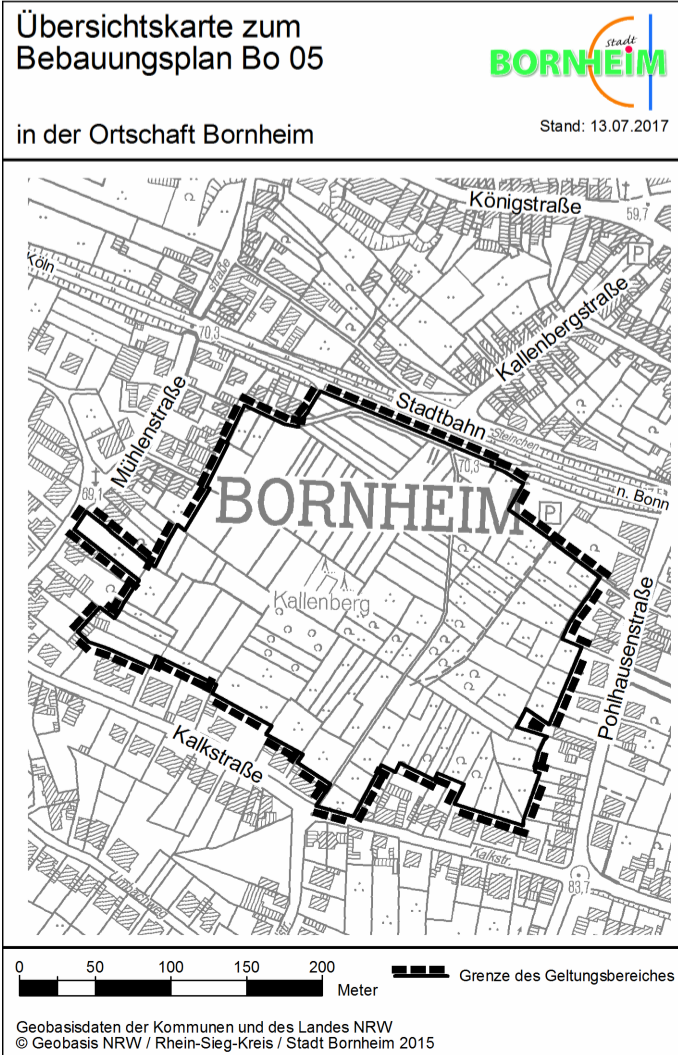 Übersichtskarte zum
Bebauungsplan Bo 05
in der Ortschaft Bornheim
stadt
BORNHEIM
Stand: 13.07.2017
Königstraße
59,7
P
Köln
straße
Kallenbergstraße
70,3
Mühlenstraße
Stadtbahn
Steinchen
70,3
n. Bonn
69,1
BORNHEIM
P
Kallenberg
Pohlhausenstraße
Kalkstraße
Kalkstr.
83,7
0 50 100 150 200
Meter
Grenze des Geltungsbereiches
Geobasisdaten der Kommunen und des Landes NRW
© Geobasis NRW / Rhein-Sieg-Kreis / Stadt Bornheim 2015